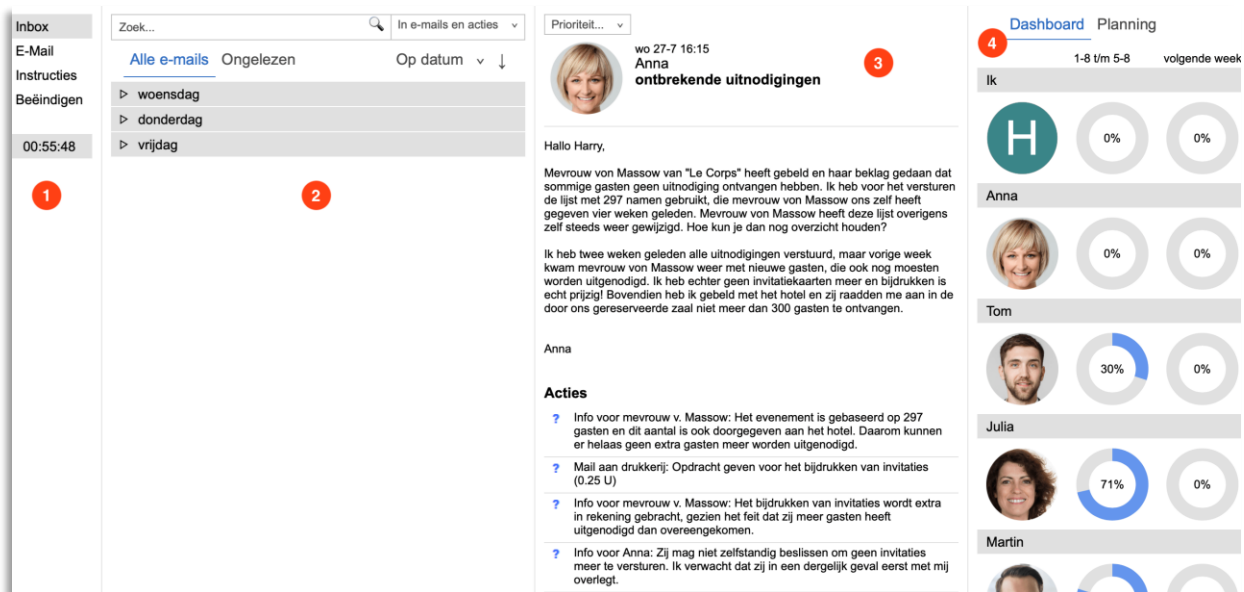 Inbox
E-Mail
Instructies
Beëindigen
00:55:48
1
Zoek...
In e-mails en acties
Alle e-mails
Ongelezen
Op datum
woensdag
donderdag
vrijdag
2
Prioriteit...
wo 27-7 16:15
Anna
ontbrekende uitnodigingen
3
Hallo Harry,
Mevrouw von Massow van "Le Corps" heeft gebeld en haar beklag gedaan dat
sommige gasten geen uitnodiging ontvangen hebben. Ik heb voor het versturen
de lijst met 297 namen gebruikt, die mevrouw von Massow ons zelf heeft
gegeven vier weken geleden. Mevrouw von Massow heeft deze lijst overigens
zelf steeds weer gewijzigd. Hoe kun je dan nog overzicht houden?
Ik heb twee weken geleden alle uitnodigingen verstuurd, maar vorige week
kwam mevrouw von Massow weer met nieuwe gasten, die ook nog moesten
worden uitgenodigd. Ik heb echter geen invitatiekaarten meer en bijdrukken is
echt prijzig! Bovendien heb ik gebeld met het hotel en zij raadden me aan in de
door ons gereserveerde zaal niet meer dan 300 gasten te ontvangen.
Anna
Acties
? Info voor mevrouw v. Massow: Het evenement is gebaseerd op 297
gasten en dit aantal is ook doorgegeven aan het hotel. Daarom kunnen
er helaas geen extra gasten meer worden uitgenodigd.
? Mail aan drukkerij: Opdracht geven voor het bijdrukken van invitaties
(0.25 U)
? Info voor mevrouw v. Massow: Het bijdrukken van invitaties wordt extra
in rekening gebracht, gezien het feit dat zij meer gasten heeft
uitgenodigd dan overeengekomen.
? Info voor Anna: Zij mag niet zelfstandig beslissen om geen invitaties
meer te versturen. Ik verwacht dat zij in een dergelijk geval eerst met mij
overlegt.
Dashboard
Planning
4
1-8 t/m 5-8
volgende week
Ik
H
0%
0%
Anna
0%
0%
Tom
30%
0%
Julia
71%
0%
Martin